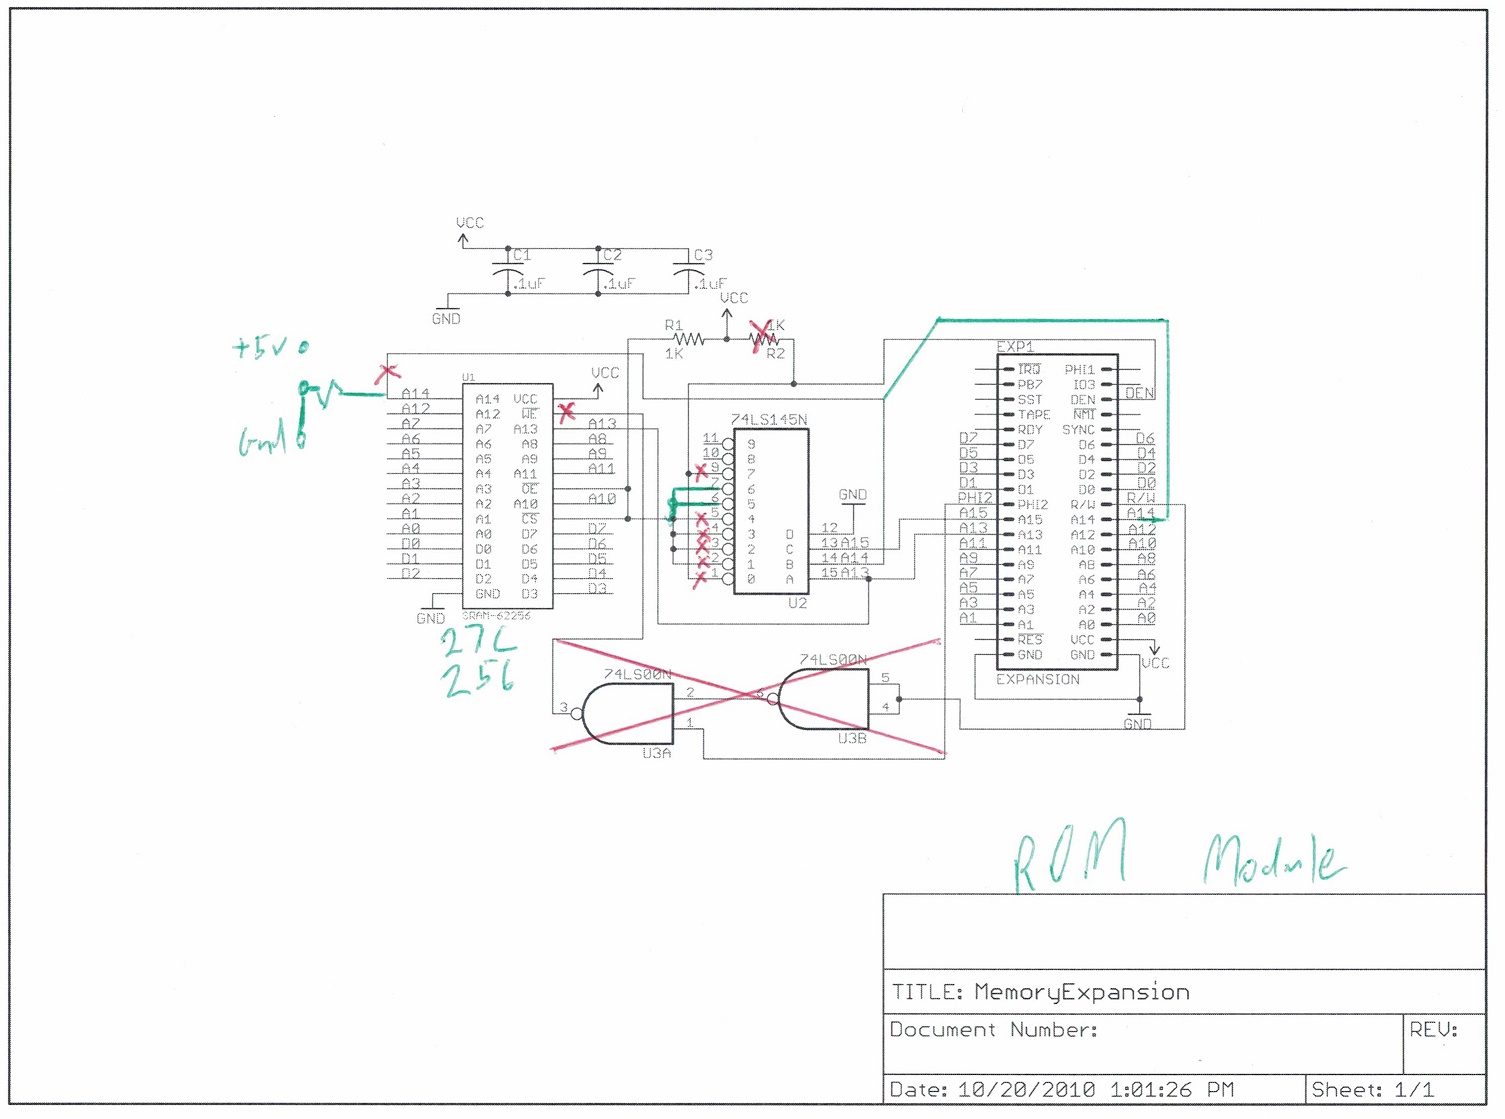 VCC
C1 C2 C3
.1uF .1uF .1uF
GND
VCC
R1 1K
1K R2
+5V
Gnd
U1
VCC
A14 A14 VCC
A12 A12 WE
A7 A7 A13 A13
A6 A6 A8 A8
A5 A5 A9 A9
A4 A4 A11 A11
A3 A3 OE
A2 A2 A10 A10
A1 A1 CS
A0 A0 D7 D7
D0 D0 D6 D6
D1 D1 D5 D5
D2 D2 D4 D4
GND D3 D3
GND
SRAM-62256
27C
256
74LS145N
11 9
10 8
9 7
7 6
6 5
5 4
4 3 D 12
3 2 C 13 A15
2 1 B 14 A14
1 0 A 15 A13
U2
GND
EXP1
IRQ PHI1
PB7 IO3
SST DEN DEN
TAPE NMI
RDY SYNC
D7 D7 D6 D6
D5 D5 D4 D4
D3 D3 D2 D2
D1 D1 D0 D0
PHI2 PHI2 R/W R/W
A15 A15 A14 A14
A13 A13 A12 A12
A11 A11 A10 A10
A9 A9 A8 A8
A7 A7 A6 A6
A5 A5 A4 A4
A3 A3 A2 A2
A1 A1 A0 A0
RES VCC
GND GND
VCC
EXPANSION
GND
74LS00N
3 2
1
U3A
74LS00N
6 5
4
U3B
ROM Module
TITLE: MemoryExpansion
Document Number:
REV:
Date: 10/20/2010 1:01:26 PM
Sheet: 1/1